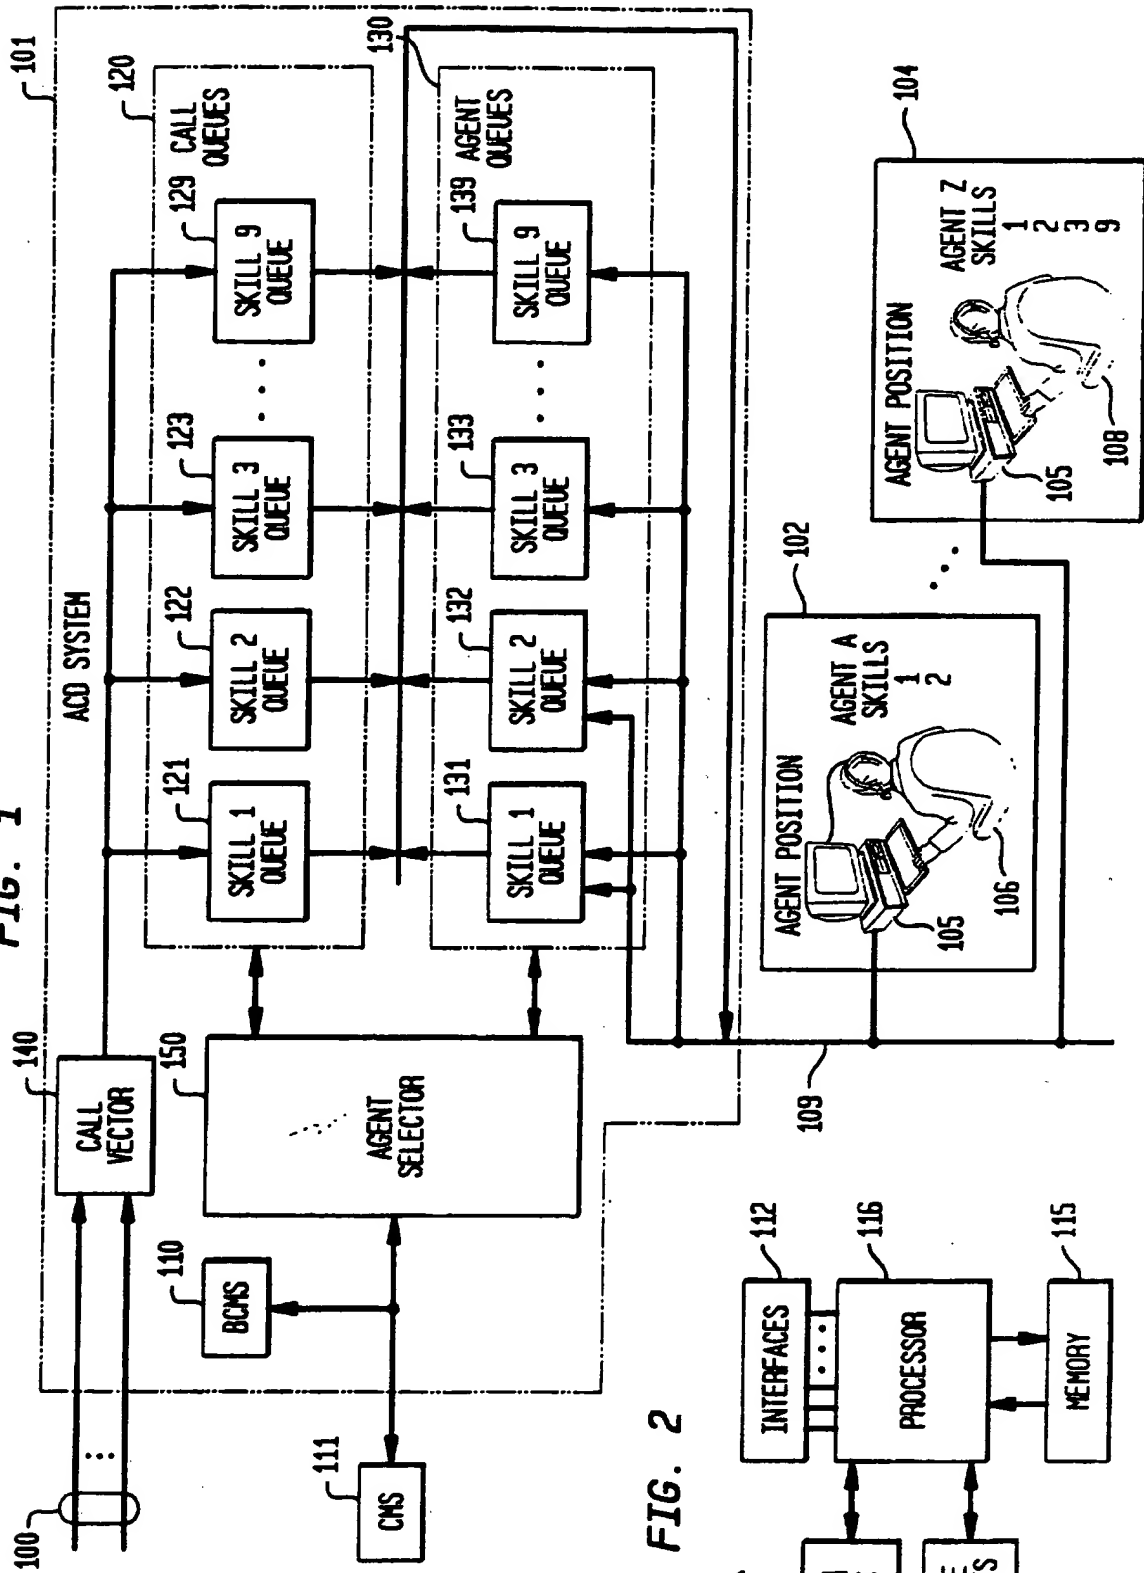 FIG. 1
101
ACD SYSTEM
100
140
CALL
VECTOR
120
CALL
QUEUES
121
SKILL 1
QUEUE
122
SKILL 2
QUEUE
123
SKILL 3
QUEUE
129
SKILL 9
QUEUE
130
AGENT
QUEUES
131
SKILL 1
QUEUE
132
SKILL 2
QUEUE
133
SKILL 3
QUEUE
139
SKILL 9
QUEUE
150
AGENT
SELECTOR
110
BCMS
111
CMS
109
102
AGENT POSITION
AGENT A
SKILLS
1
2
105
106
104
AGENT POSITION
AGENT Z
SKILLS
1
2
3
9
105
108
FIG. 2
112
INTERFACES
116
PROCESSOR
115
MEMORY